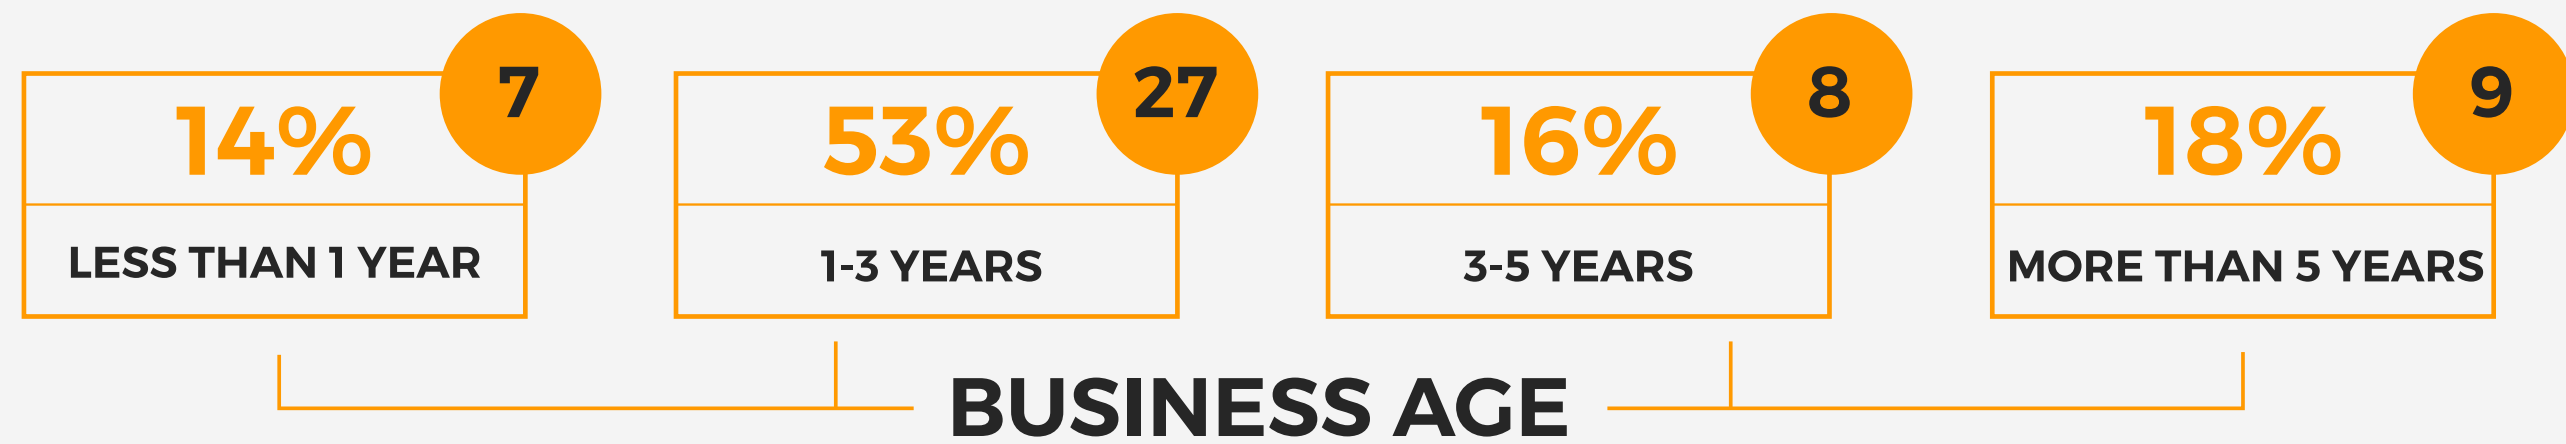 7
14%
LESS THAN 1 YEAR
27
53%
1-3 YEARS
8
16%
3-5 YEARS
9
18%
MORE THAN 5 YEARS
BUSINESS AGE